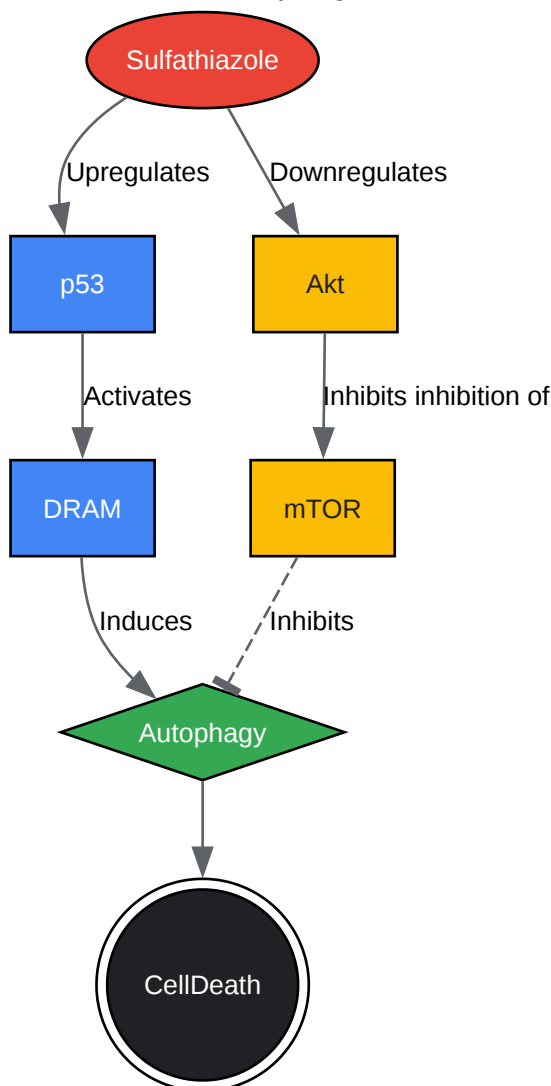 Sulfathiazole
Upregulates
Downregulates
p53
Akt
Activates
Inhibits inhibition of
DRAM
mTOR
Induces
Inhibits
Autophagy
CellDeath